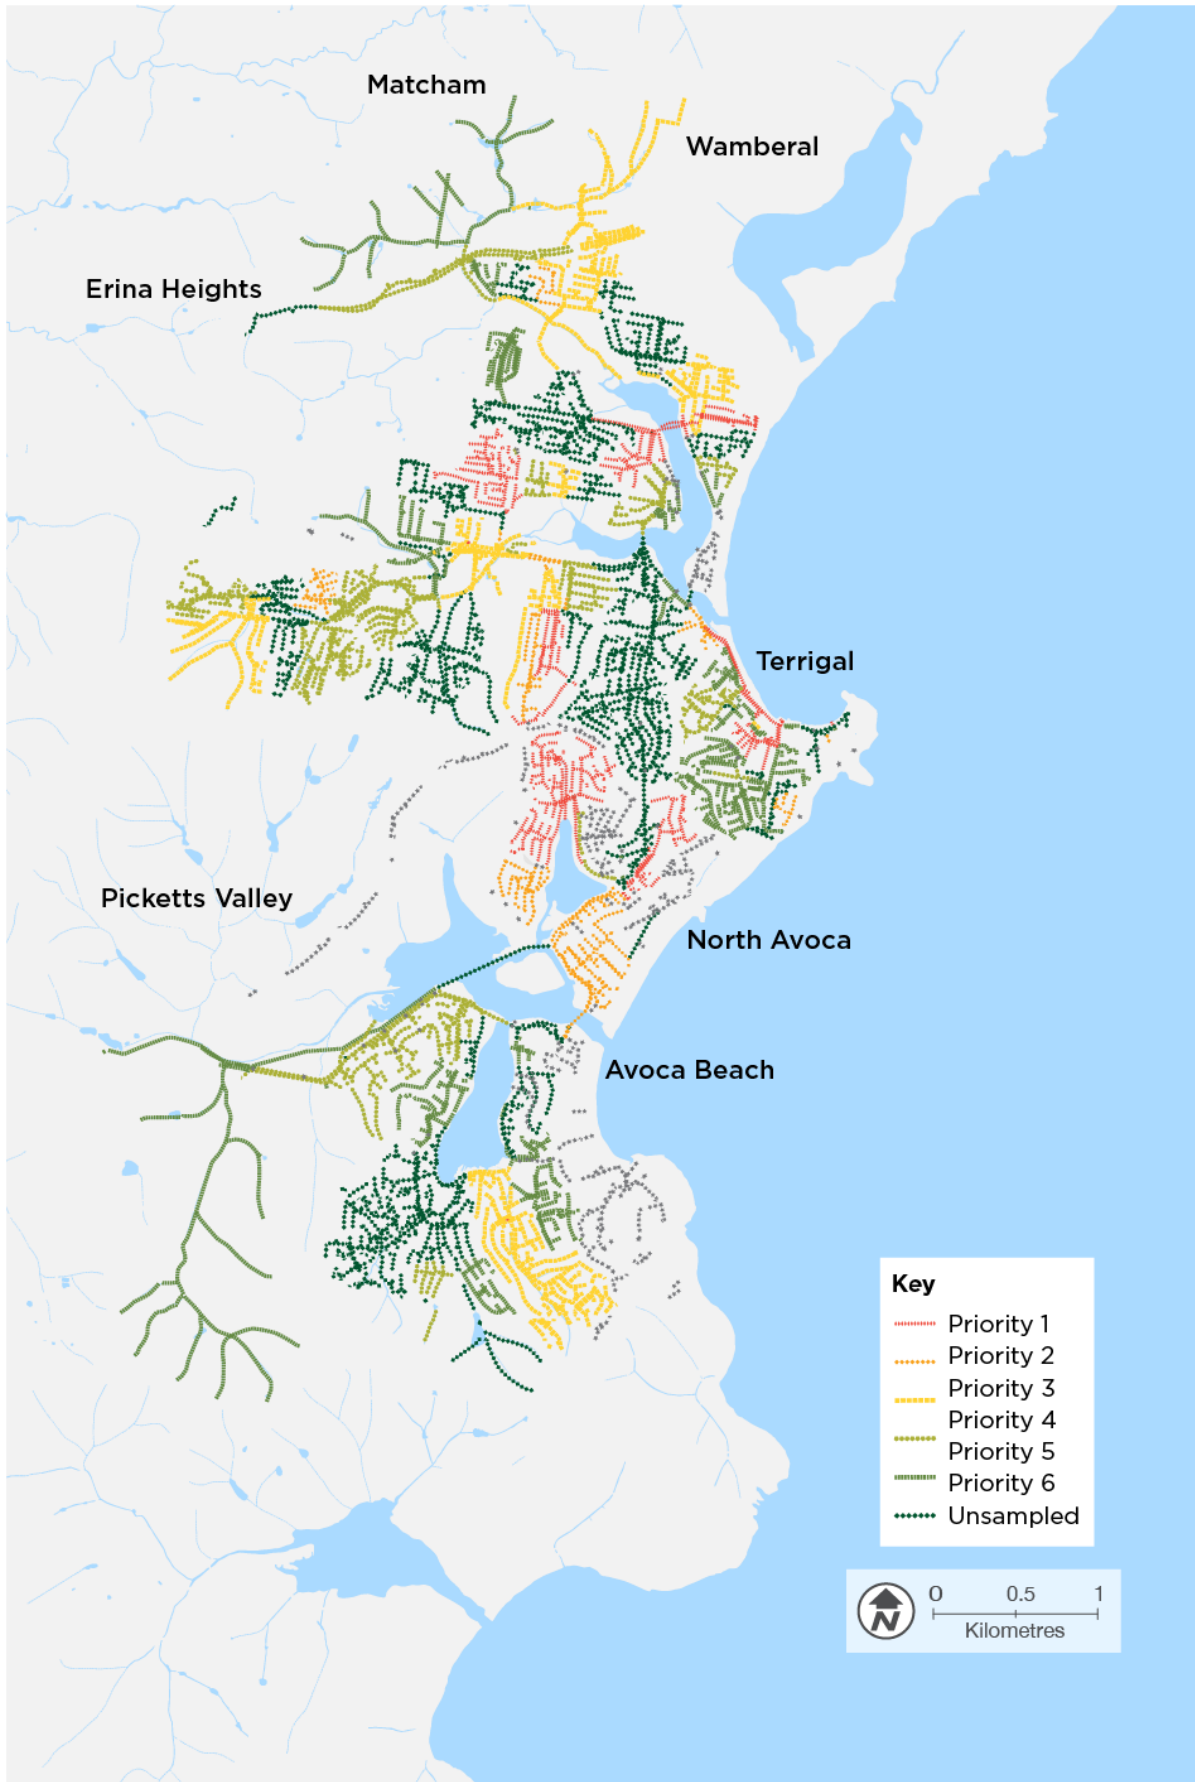 Matcham
Wamberal
Erina Heights
Terrigal
Picketts Valley
North Avoca
Avoca Beach
Key
Priority 1
Priority 2
Priority 3
Priority 4
Priority 5
Priority 6
Unsampled
N
0 0.5 1
Kilometres